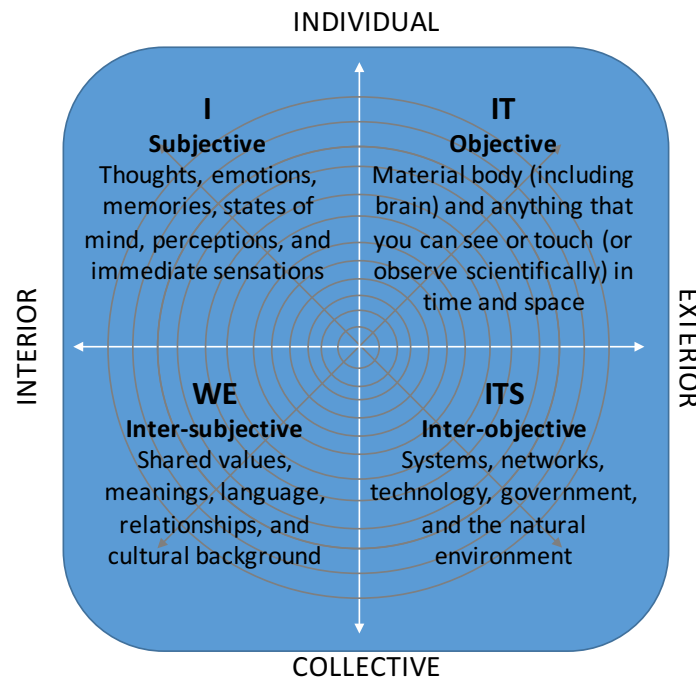 INDIVIDUAL
I
Subjective
Thoughts, emotions,
memories, states of
mind, perceptions, and
immediate sensations
IT
Objective
Material body (including
brain) and anything that
you can see or touch (or
observe scientifically) in
time and space
INTERIOR
EXTERIOR
WE
Inter-subjective
Shared values,
meanings, language,
relationships, and
cultural background
ITS
Inter-objective
Systems, networks,
technology, government,
and the natural
environment
COLLECTIVE